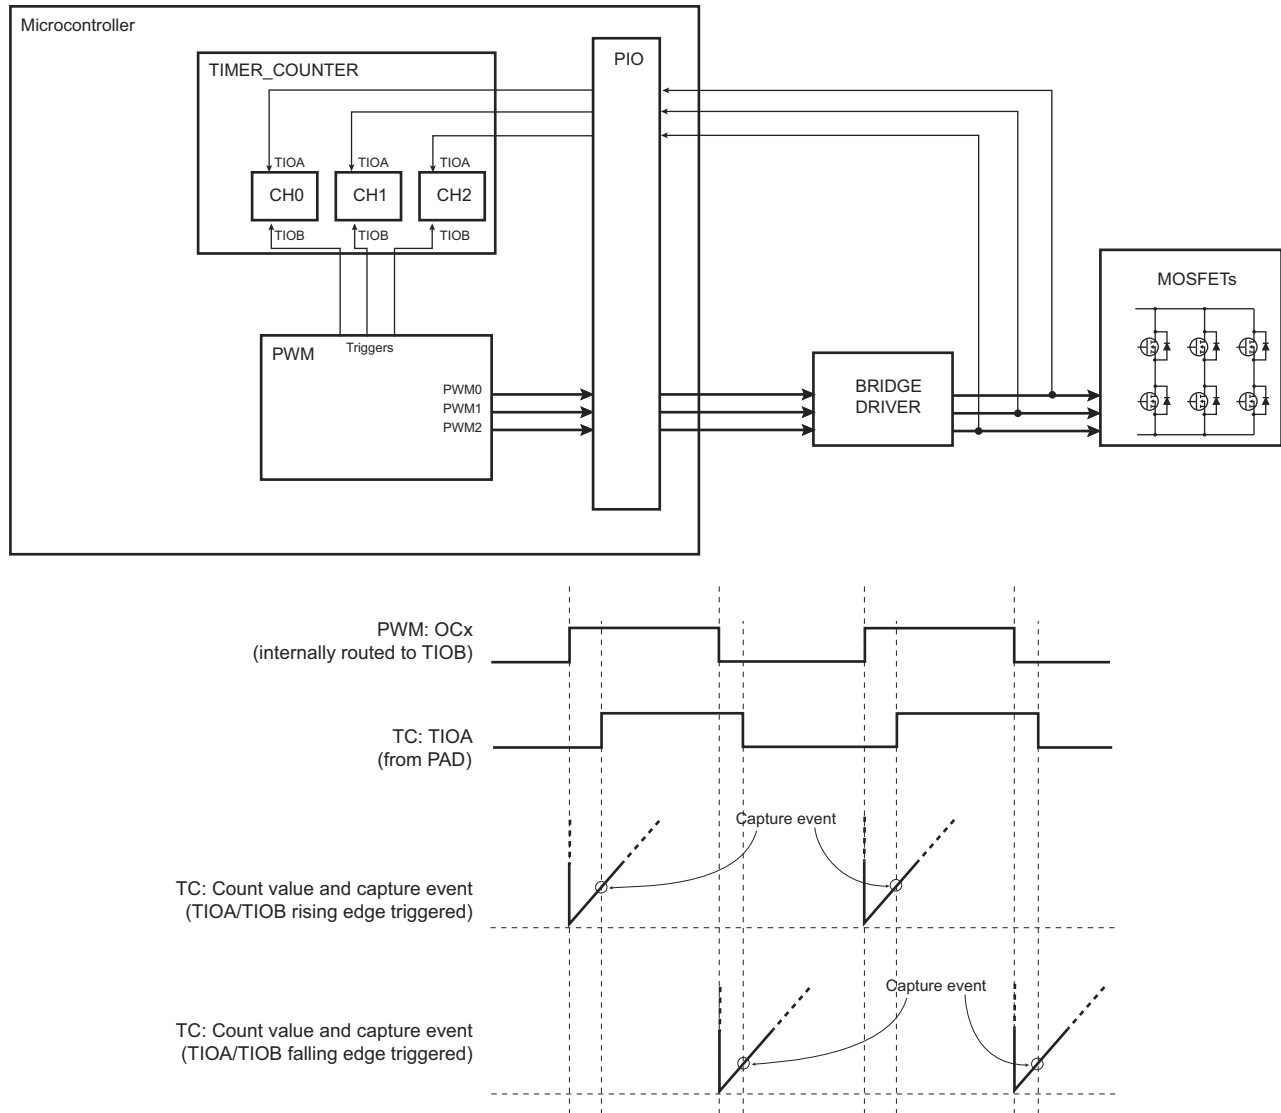 Microcontroller
PIO
TIMER_COUNTER
TIOA
TIOA
TIOA
CH0
CH1
CH2
TIOB
TIOB
TIOB
MOSFETs
PWM
Triggers
PWM0
PWM1
PWM2
BRIDGE
DRIVER
PWM: OCx
(internally routed to TIOB)
TC: TIOA
(from PAD)
Capture event
TC: Count value and capture event
(TIOA/TIOB rising edge triggered)
Capture event
TC: Count value and capture event
(TIOA/TIOB falling edge triggered)